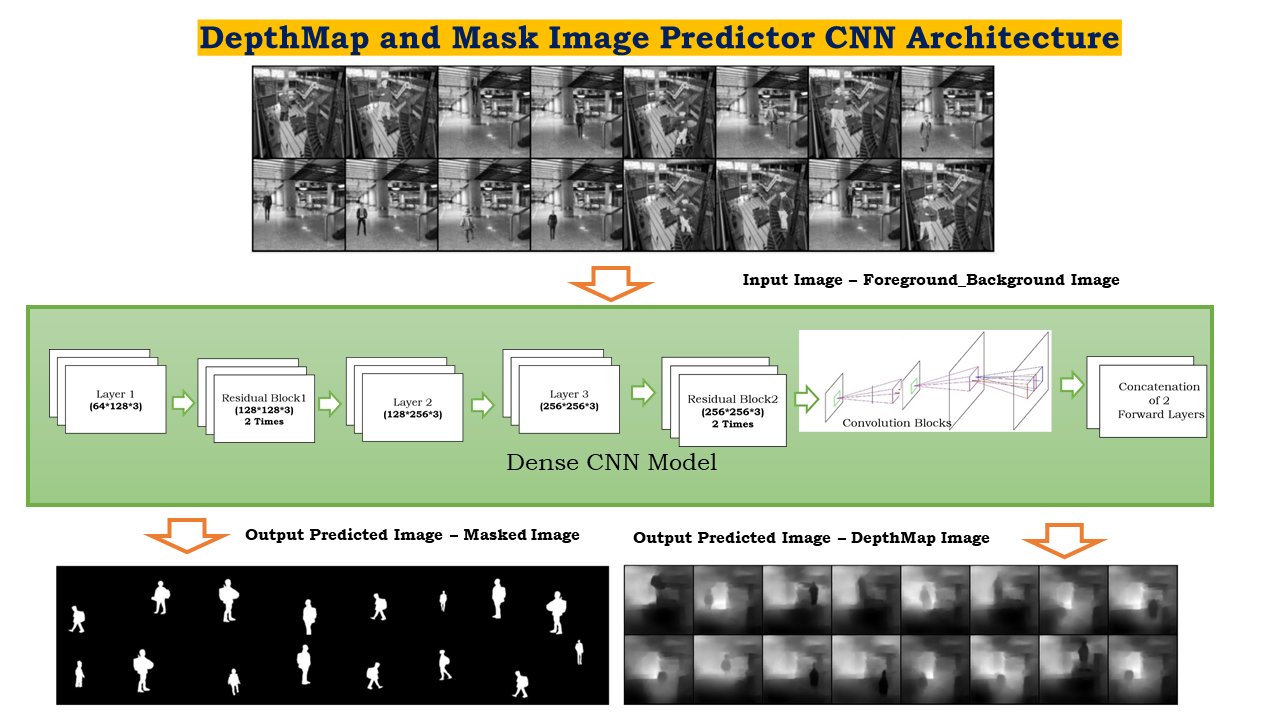 DepthMap and Mask Image Predictor CNN Architecture
Input Image – Foreground_Background Image
Layer 1
(64*128*3)
Residual Block1
(128*128*3)
2 Times
Layer 2
(128*256*3)
Layer 3
(256*256*3)
Residual Block2
(256*256*3)
2 Times
Convolution Blocks
Concatenation
of 2
Forward Layers
Dense CNN Model
Output Predicted Image – Masked Image
Output Predicted Image – DepthMap Image